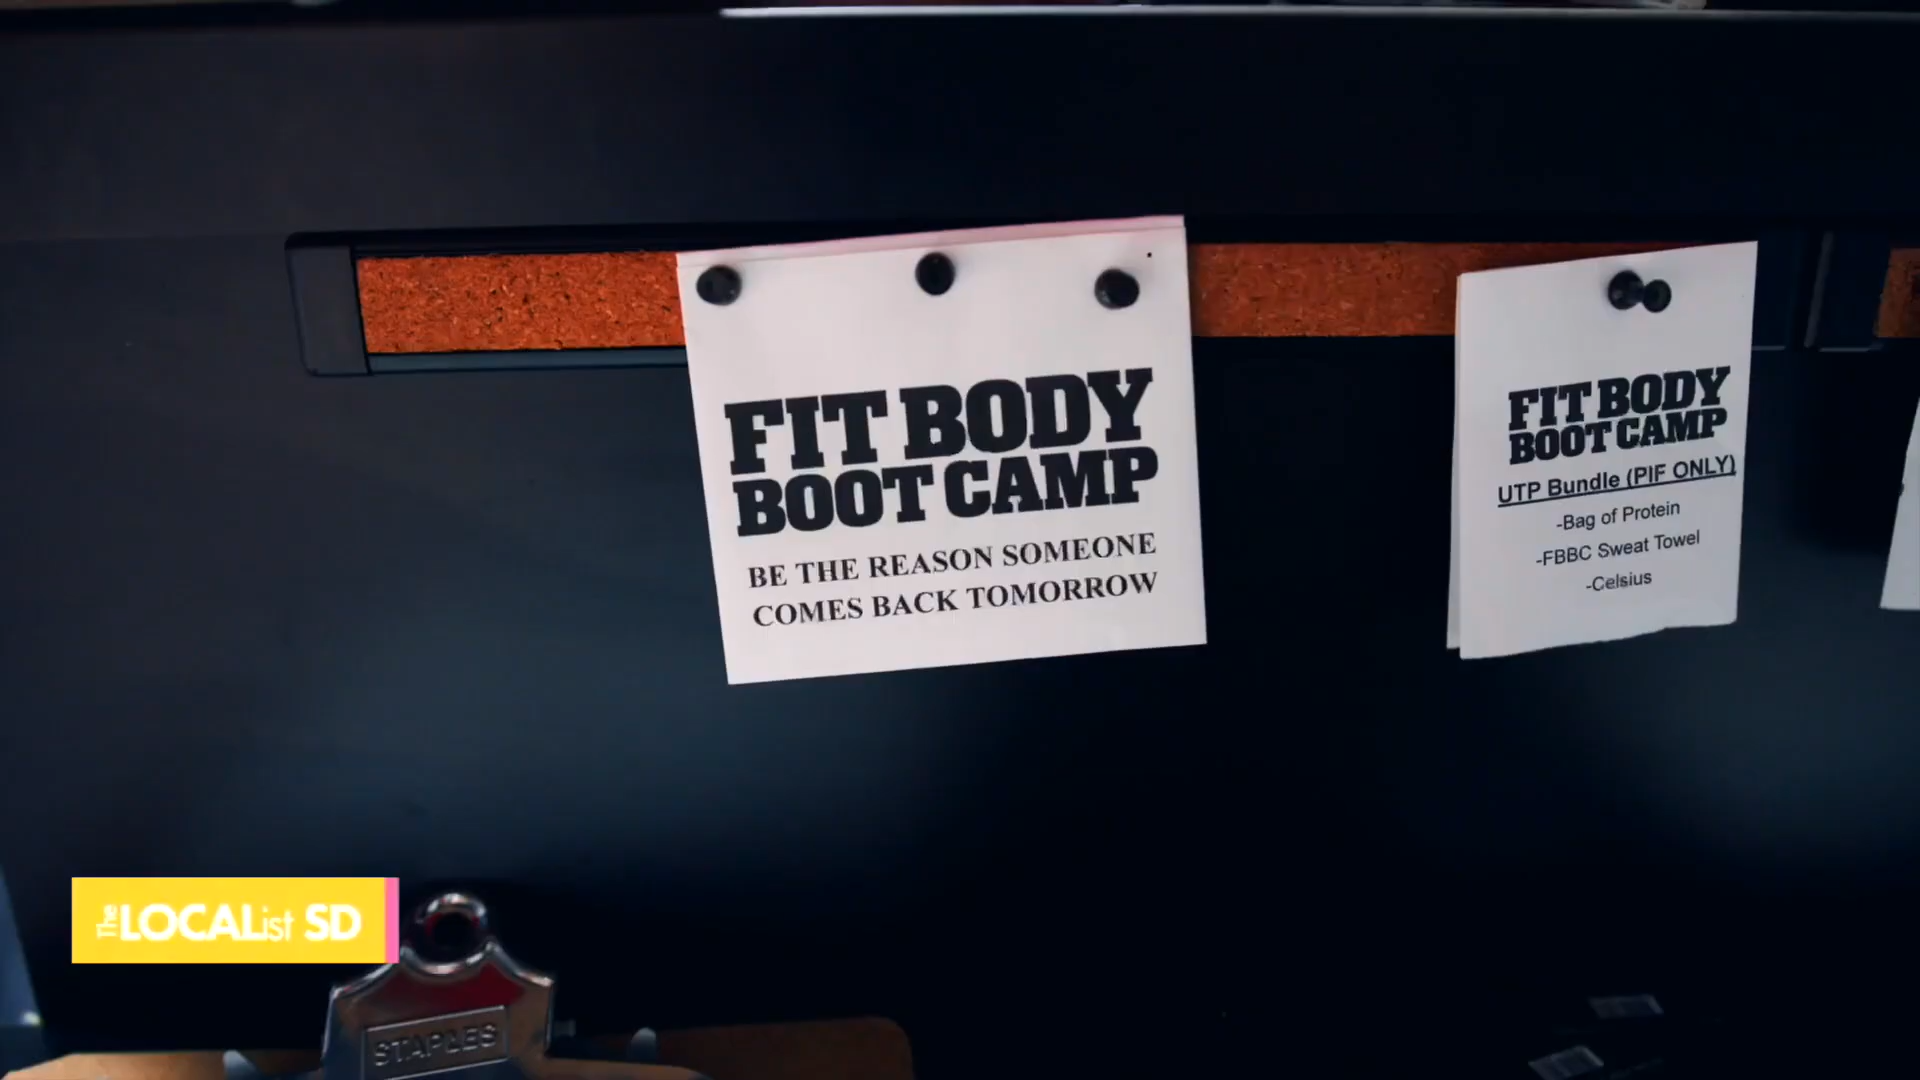 FIT BODY
BOOT CAMP
BE THE REASON SOMEONE
COMES BACK TOMORROW
FIT BODY
BOOT CAMP
UTP Bundle (PIF ONLY)
-Bag of Protein
-FBBC Sweat Towel
-Celsius
The LOCAList SD
STAPLES